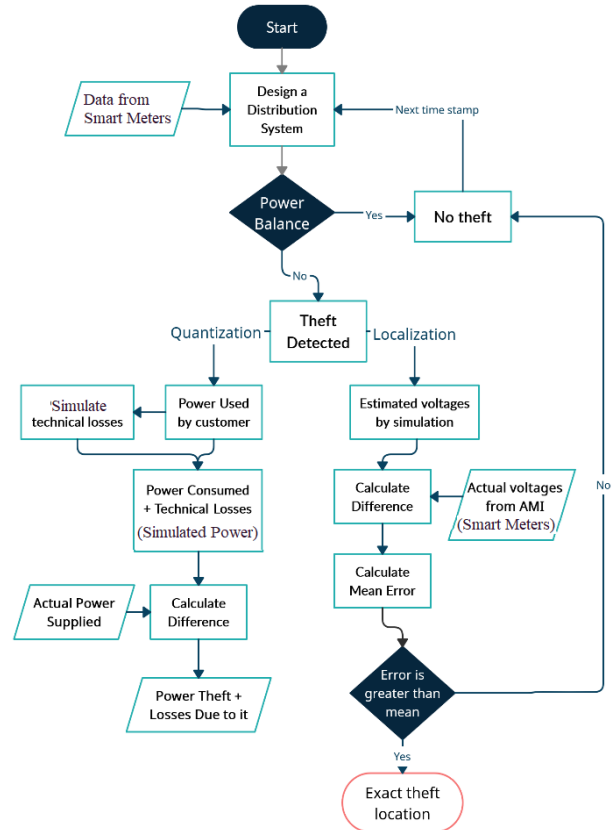 Start
Data from
Smart Meters
Design a
Distribution
System
Next time stamp
Power
Balance
Yes
No theft
No
Theft
Detected
Quantization
Localization
'Simulate
technical losses
Power Used
by customer
Estimated voltages
by simulation
Power Consumed
+ Technical Losses
(Simulated Power)
Calculate
Difference
Actual voltages
from AMI
(Smart Meters)
No
Calculate
Mean Error
Actual Power
Supplied
Calculate
Difference
Power Theft +
Losses Due to it
Error is
greater than
mean
Yes
Exact theft
location